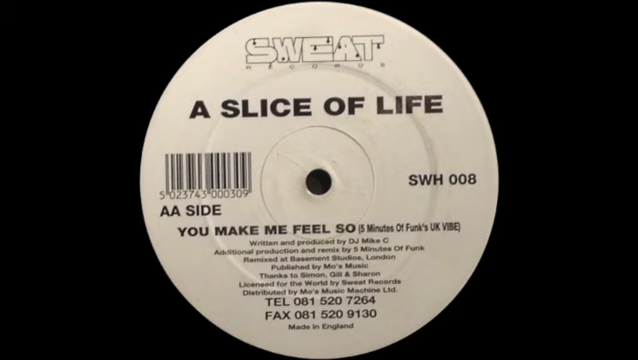 SWEAT
RECORDS
A SLICE OF LIFE
5 023743 000309
SWH 008
AA SIDE
YOU MAKE ME FEEL SO (5 Minutes Of Funk's UK VIBE)
Written and produced by DJ Mike C
Additional production and remix by 5 Minutes Of Funk
Remixed at Basement Studios, London
Published by Mo's Music
Thanks to Simon, Gill & Sharon
Licensed for the World by Sweat Records
Distributed by Mo's Music Machine Ltd.
TEL 081 520 7264
FAX 081 520 9130
Made in England